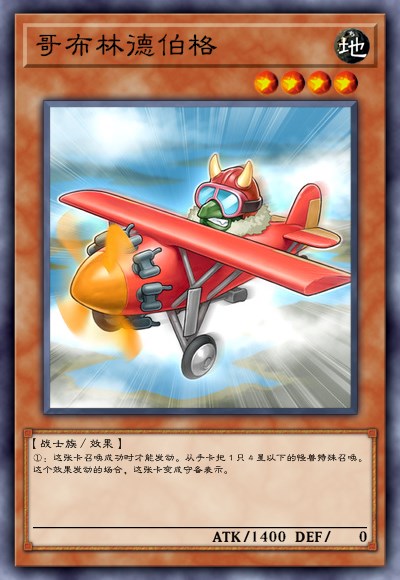 哥布林德伯格
地
【战士族／效果】
①：这张卡召唤成功时才能发动。从手卡把1只4星以下的怪兽特殊召唤。
这个效果发动的场合，这张卡变成守备表示。
ATK/1400 DEF/ 0